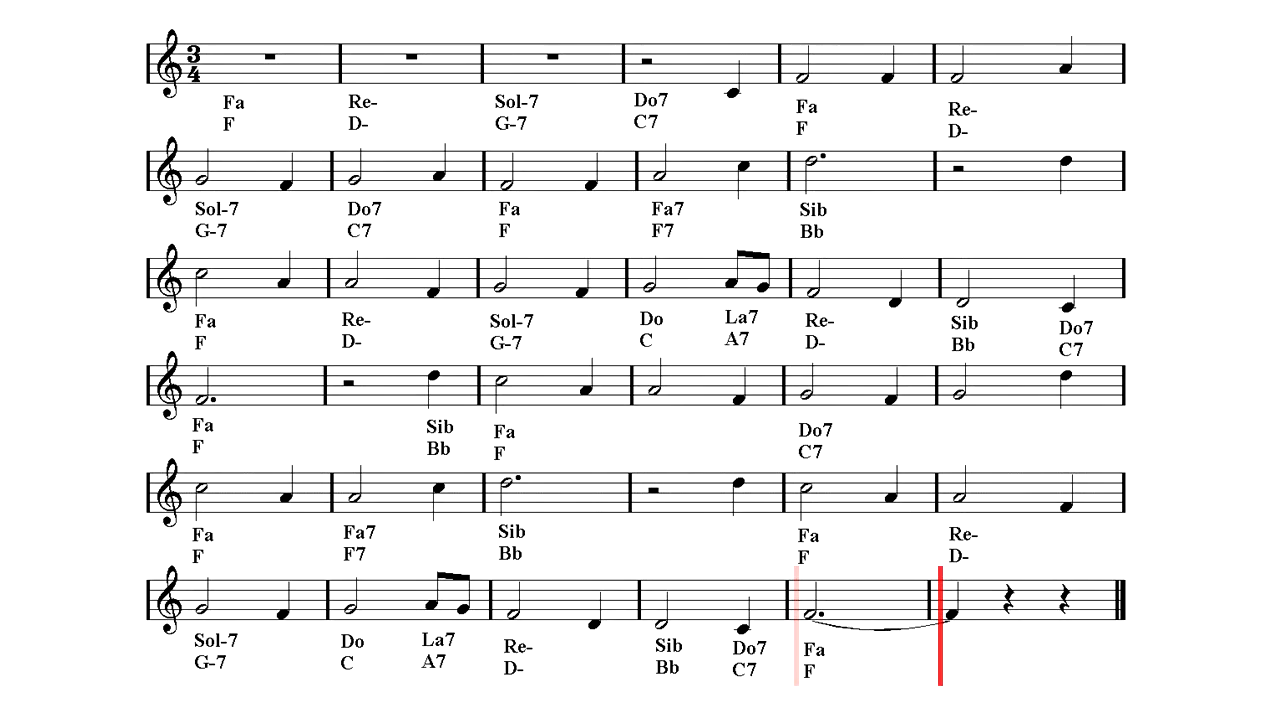 3
4
Fa Re- Sol-7 Do7 Fa Re-
F D- G-7 C7 F D-
Sol-7 Do7 Fa Fa7 Sib
G-7 C7 F F7 Bb
Fa Re- Sol-7 Do La7 Re- Sib Do7
F D- G-7 C A7 D- Bb C7
Fa Sib Fa Do7
F Bb F C7
Fa Fa7 Sib Fa Re-
F F7 Bb F D-
Sol-7 Do La7 Re- Sib Do7 Fa
G-7 C A7 D- Bb C7 F